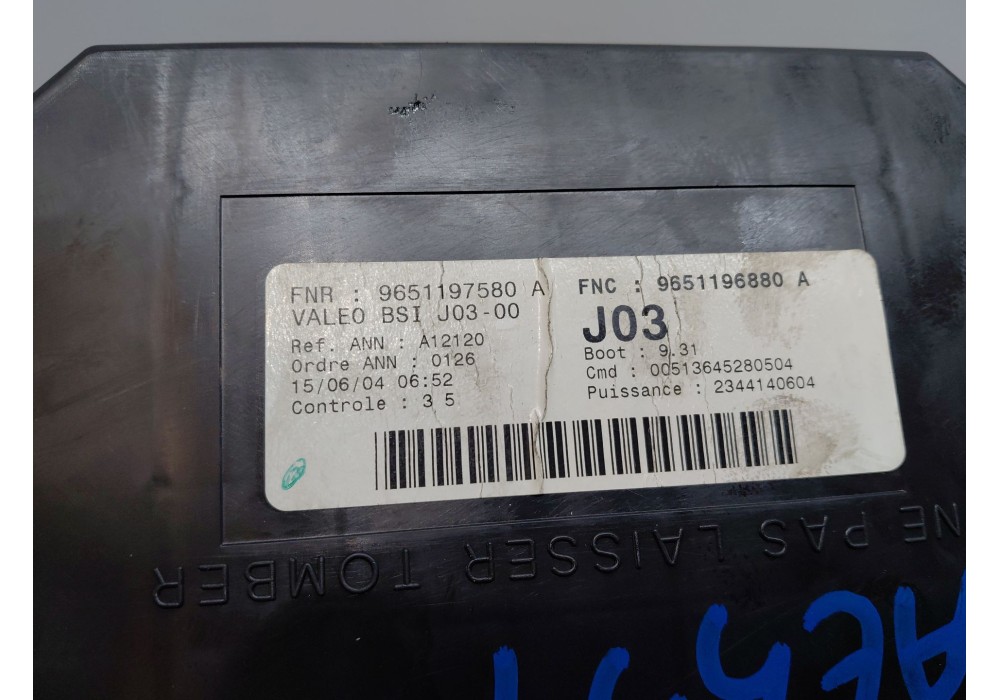 FNR : 9651197580 A
VALEO BSI J03-00
Ref. ANN : A12120
Ordre ANN : 0126
15/06/04 06:52
Controle : 3 5
FNC : 9651196880 A
J03
Boot : 9.31
Cmd : 00513645280504
Puissance : 2344140604
NE PAS LAISSER TOMBER